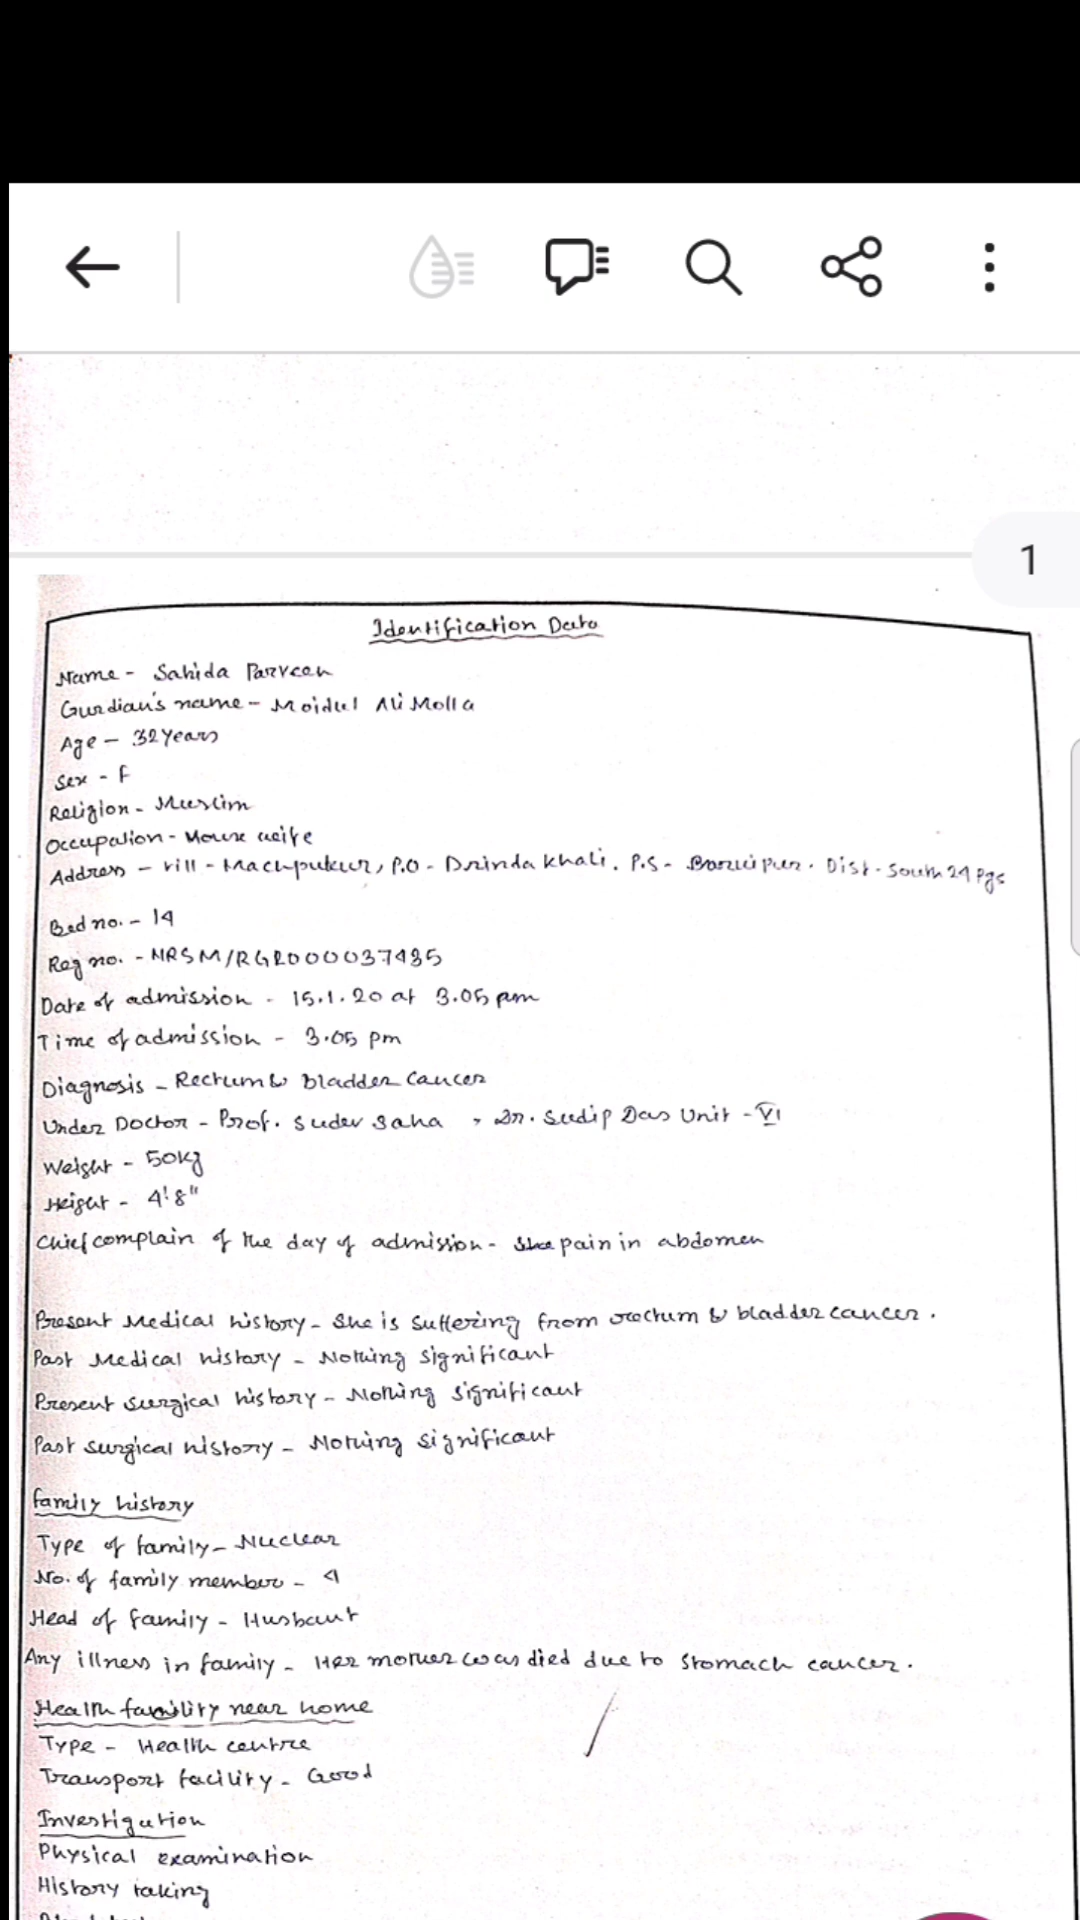 1
Identification Data
Name - Sahida Parveen
Gurdian's name - Moidul Ali Molla
Age - 32 Years
Sex - F
Religion - Muslim
Occupation - House wife
Address - vill - Machpukur, P.O - Dhrinda khali. P.S - Baruipur. Dist - South 24 Pgs
Bed no. - 14
Reg no. - NRSM/RG2000037435
Date of admission - 15.1.20 at 3.05 pm
Time of admission - 3.05 pm
Diagnosis - Rectum & bladder Cancer
Under Doctor - Prof. Sudev Saha, Dr. Sudip Das Unit - VI
Weight - 50Kg
Height - 4'8"
Chief complain of the day of admission - pain in abdomen
Present Medical history - She is suffering from rectum & bladder cancer.
Past Medical history - Nothing significant
Present surgical history - Nothing significant
Past surgical history - Nothing significant
family history
Type of family - Nuclear
No. of family member - 4
Head of family - Husbant
Any illness in family - Her mother was died due to stomach cancer.
Health famility near home
Type - Health centre
Transport facility - Good
Investigation
Physical examination
History taking